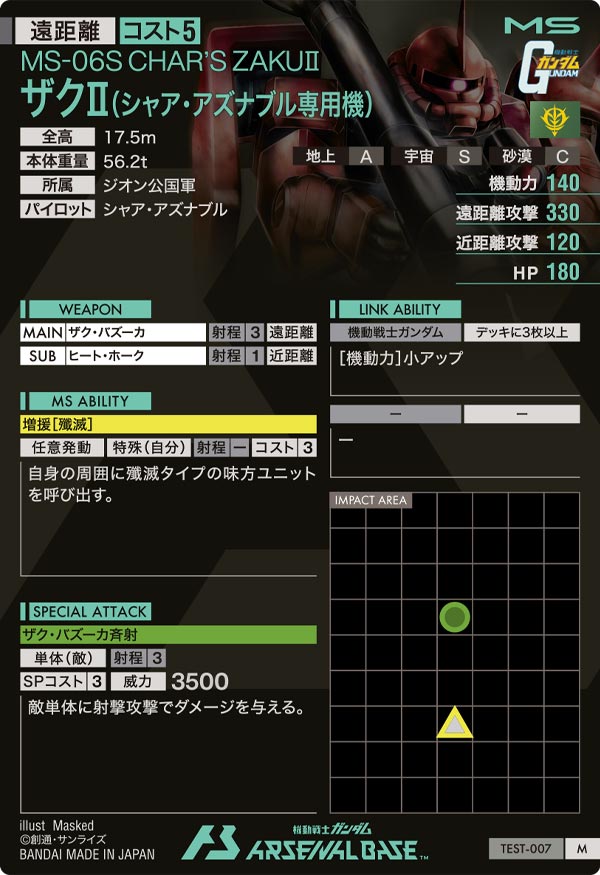 遠距離 コスト5 MS
MS-06S CHAR'S ZAKUⅡ
機動戦士ガンダム GUNDAM
ザクⅡ(シャア・アズナブル専用機)
全高 17.5m
本体重量 56.2t
所属 ジオン公国軍
パイロット シャア・アズナブル
地上 A 宇宙 S 砂漠 C
機動力 140
遠距離攻撃 330
近距離攻撃 120
HP 180
WEAPON
MAIN ザク・バズーカ 射程 3 遠距離
SUB ヒート・ホーク 射程 1 近距離
MS ABILITY
増援[殲滅]
任意発動 特殊(自分) 射程 ー コスト 3
自身の周囲に殲滅タイプの味方ユニット
を呼び出す。
SPECIAL ATTACK
ザク・バズーカ斉射
単体(敵) 射程 3
SPコスト 3 威力 3500
敵単体に射撃攻撃でダメージを与える。
LINK ABILITY
機動戦士ガンダム デッキに3枚以上
[機動力]小アップ
ー ー
ー
IMPACT AREA
illust Masked
©創通・サンライズ
BANDAI MADE IN JAPAN
機動戦士ガンダム
AB ARSENAL BASE™
TEST-007 M